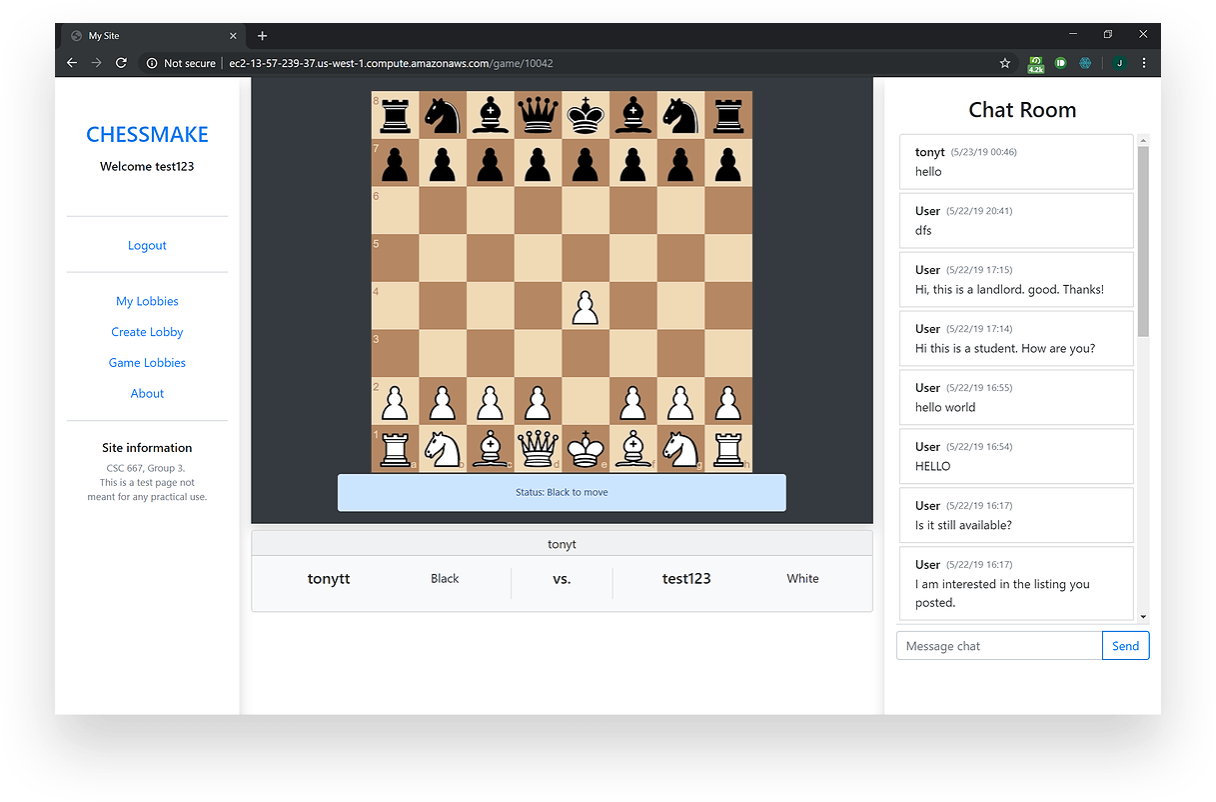 My Site
Not secure
ec2-13-57-239-37.us-west-1.compute.amazonaws.com/game/10042
4.2k
J
CHESSMAKE
Welcome test123
Logout
My Lobbies
Create Lobby
Game Lobbies
About
Site information
CSC 667, Group 3.
This is a test page not
meant for any practical use.
8
7
6
5
4
3
2
1
a b c d e f g h
Status: Black to move
tonyt
tonytt Black vs. test123 White
Chat Room
tonyt (5/23/19 00:46)
hello
User (5/22/19 20:41)
dfs
User (5/22/19 17:15)
Hi, this is a landlord. good. Thanks!
User (5/22/19 17:14)
Hi this is a student. How are you?
User (5/22/19 16:55)
hello world
User (5/22/19 16:54)
HELLO
User (5/22/19 16:17)
Is it still available?
User (5/22/19 16:17)
I am interested in the listing you
posted.
Message chat
Send